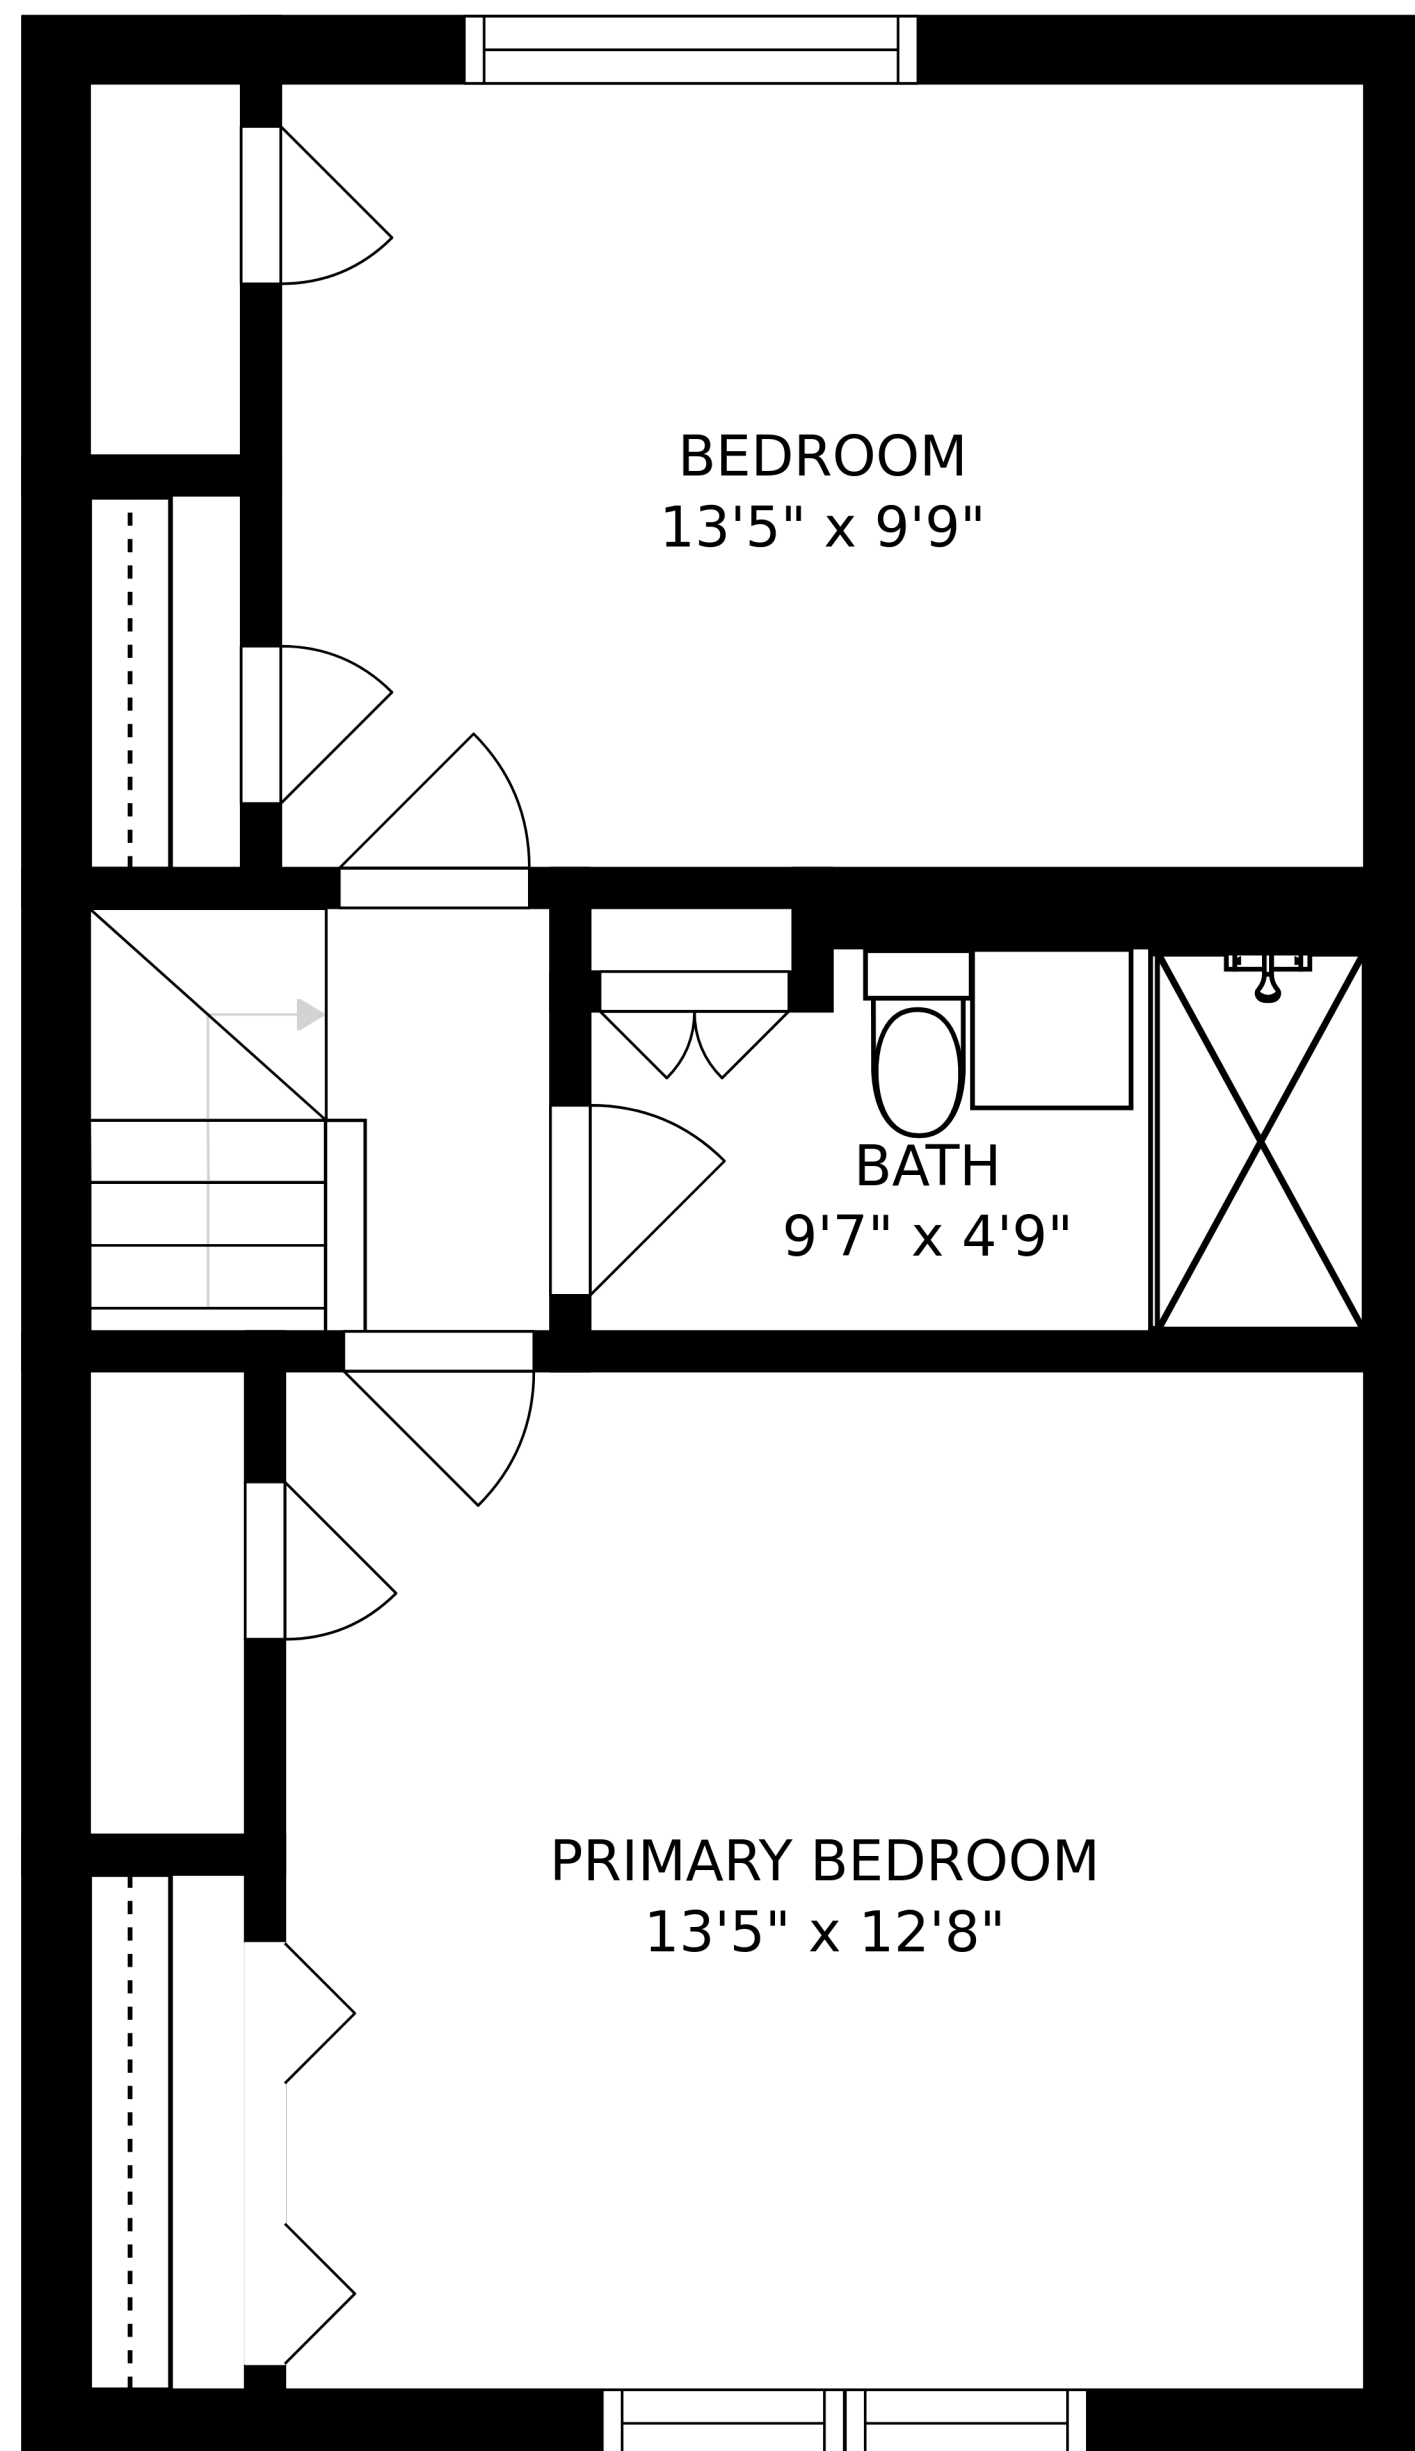 BEDROOM
13'5" x 9'9"
BATH
9'7" x 4'9"
PRIMARY BEDROOM
13'5" x 12'8"